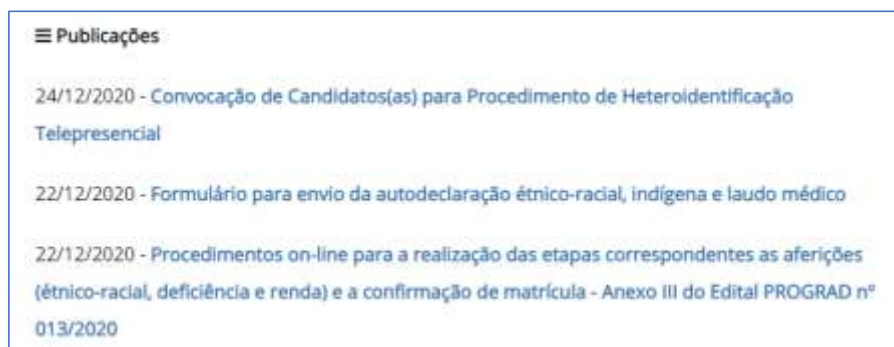 ≡ Publicações
24/12/2020 - Convocação de Candidatos(as) para Procedimento de Heteroidentificação
Telepresencial
22/12/2020 - Formulário para envio da autodeclaração étnico-racial, indígena e laudo médico
22/12/2020 - Procedimentos on-line para a realização das etapas correspondentes as aferições
(étnico-racial, deficiência e renda) e a confirmação de matrícula - Anexo III do Edital PROGRAD nº
013/2020